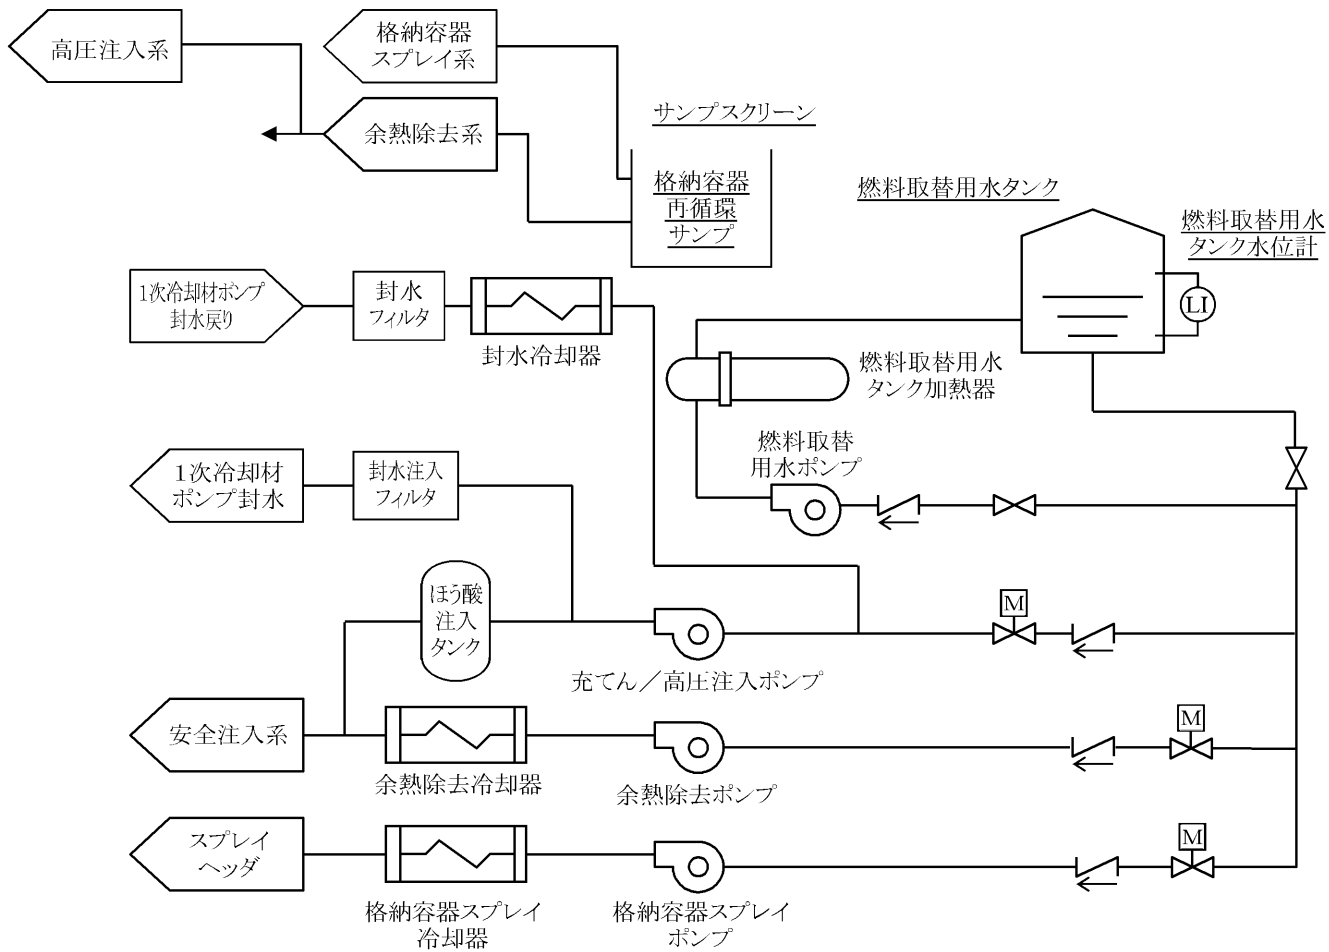 高圧注入系
格納容器
スプレイ系
余熱除去系
サンプスクリーン
格納容器
再循環
サンプ
燃料取替用水タンク
燃料取替用水
タンク水位計
LI
1次冷却材ポンプ
封水戻り
封水
フィルタ
封水冷却器
燃料取替用水
タンク加熱器
燃料取替
用水ポンプ
1次冷却材
ポンプ封水
封水注入
フィルタ
ほう酸
注入
タンク
M
充てん／高圧注入ポンプ
安全注入系
余熱除去冷却器
余熱除去ポンプ
M
スプレイ
ヘッダ
格納容器スプレイ
冷却器
格納容器スプレイ
ポンプ
M